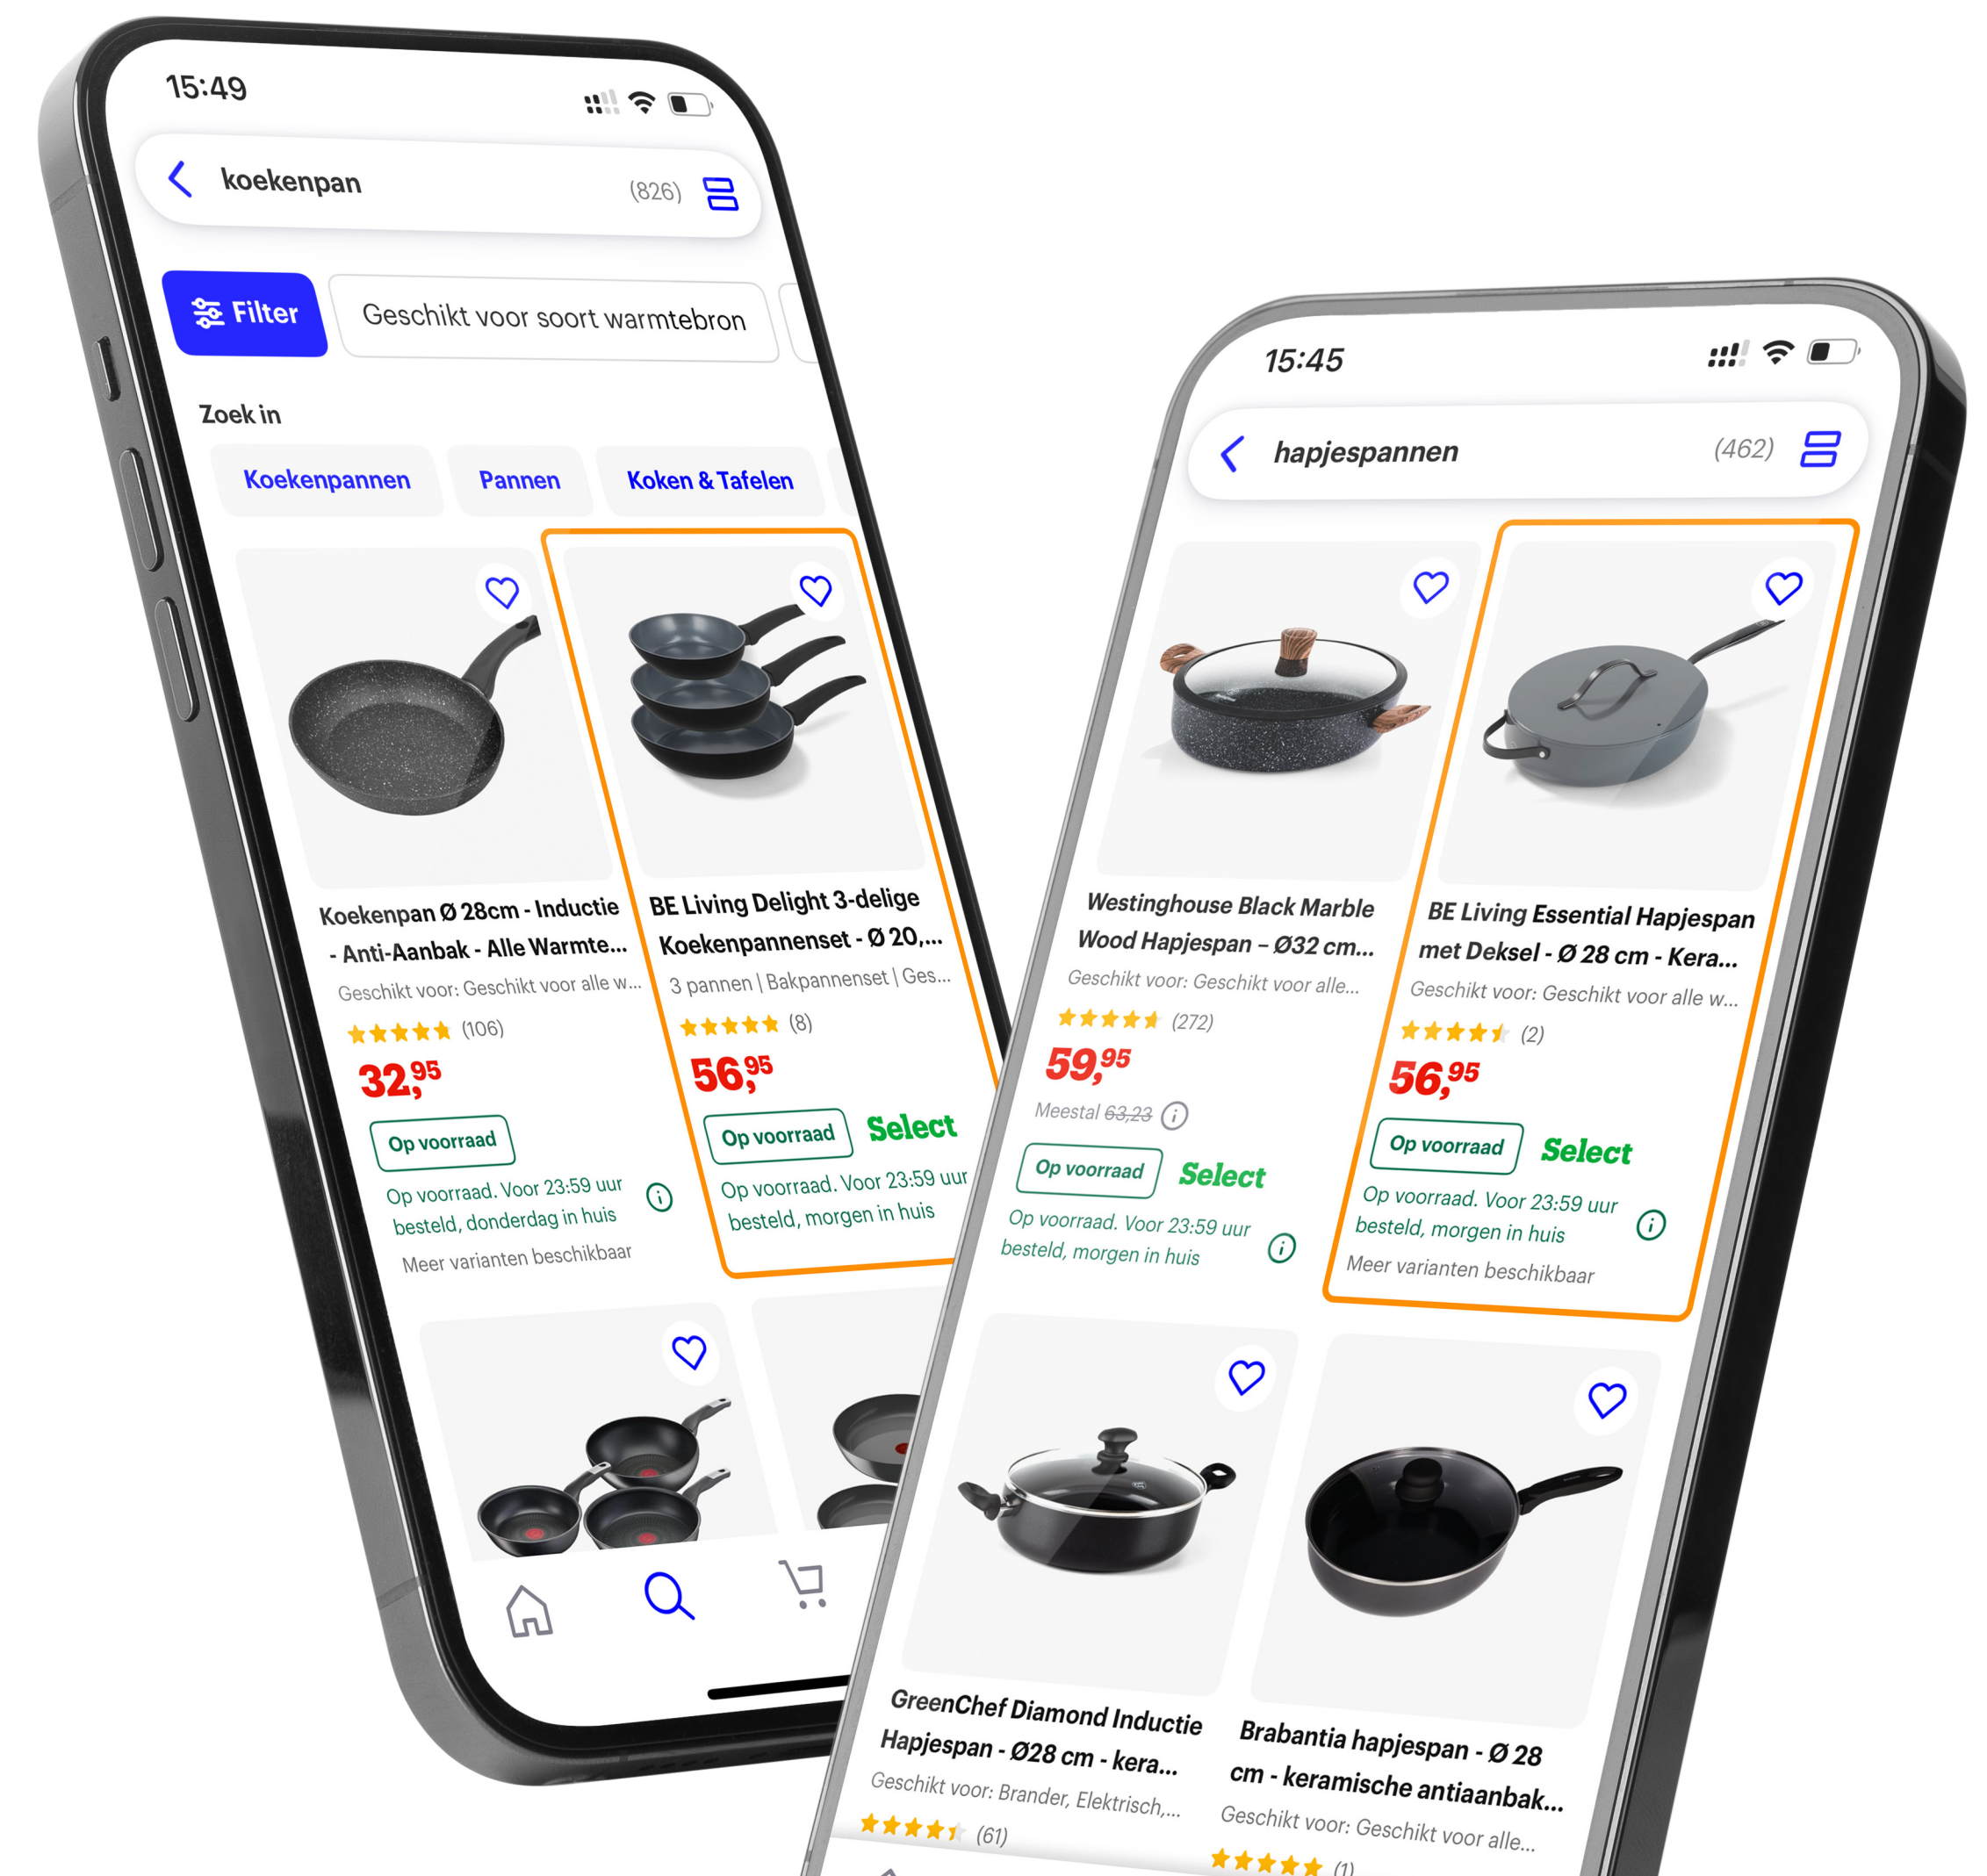 15:49
koekenpan
(826)
Filter
Geschikt voor soort warmtebron
Zoek in
Koekenpannen
Pannen
Koken & Tafelen
Koekenpan Ø 28cm - Inductie
- Anti-Aanbak - Alle Warmte...
Geschikt voor: Geschikt voor alle w...
(106)
32,95
Op voorraad
Op voorraad. Voor 23:59 uur
besteld, donderdag in huis
Meer varianten beschikbaar
BE Living Delight 3-delige
Koekenpannenset - Ø 20,...
3 pannen | Bakpannenset | Ges...
(8)
56,95
Op voorraad
Select
Op voorraad. Voor 23:59 uur
besteld, morgen in huis
15:45
hapjespannen
(462)
Westinghouse Black Marble
Wood Hapjespan – Ø32 cm...
Geschikt voor: Geschikt voor alle...
(272)
59,95
Meestal 63,23
Op voorraad
Select
Op voorraad. Voor 23:59 uur
besteld, morgen in huis
BE Living Essential Hapjespan
met Deksel - Ø 28 cm - Kera...
Geschikt voor: Geschikt voor alle w...
(2)
56,95
Op voorraad
Select
Op voorraad. Voor 23:59 uur
besteld, morgen in huis
Meer varianten beschikbaar
GreenChef Diamond Inductie
Hapjespan - Ø28 cm - kera...
Geschikt voor: Brander, Elektrisch,...
(61)
Brabantia hapjespan - Ø 28
cm - keramische antiaanbak...
Geschikt voor: Geschikt voor alle...
(1)